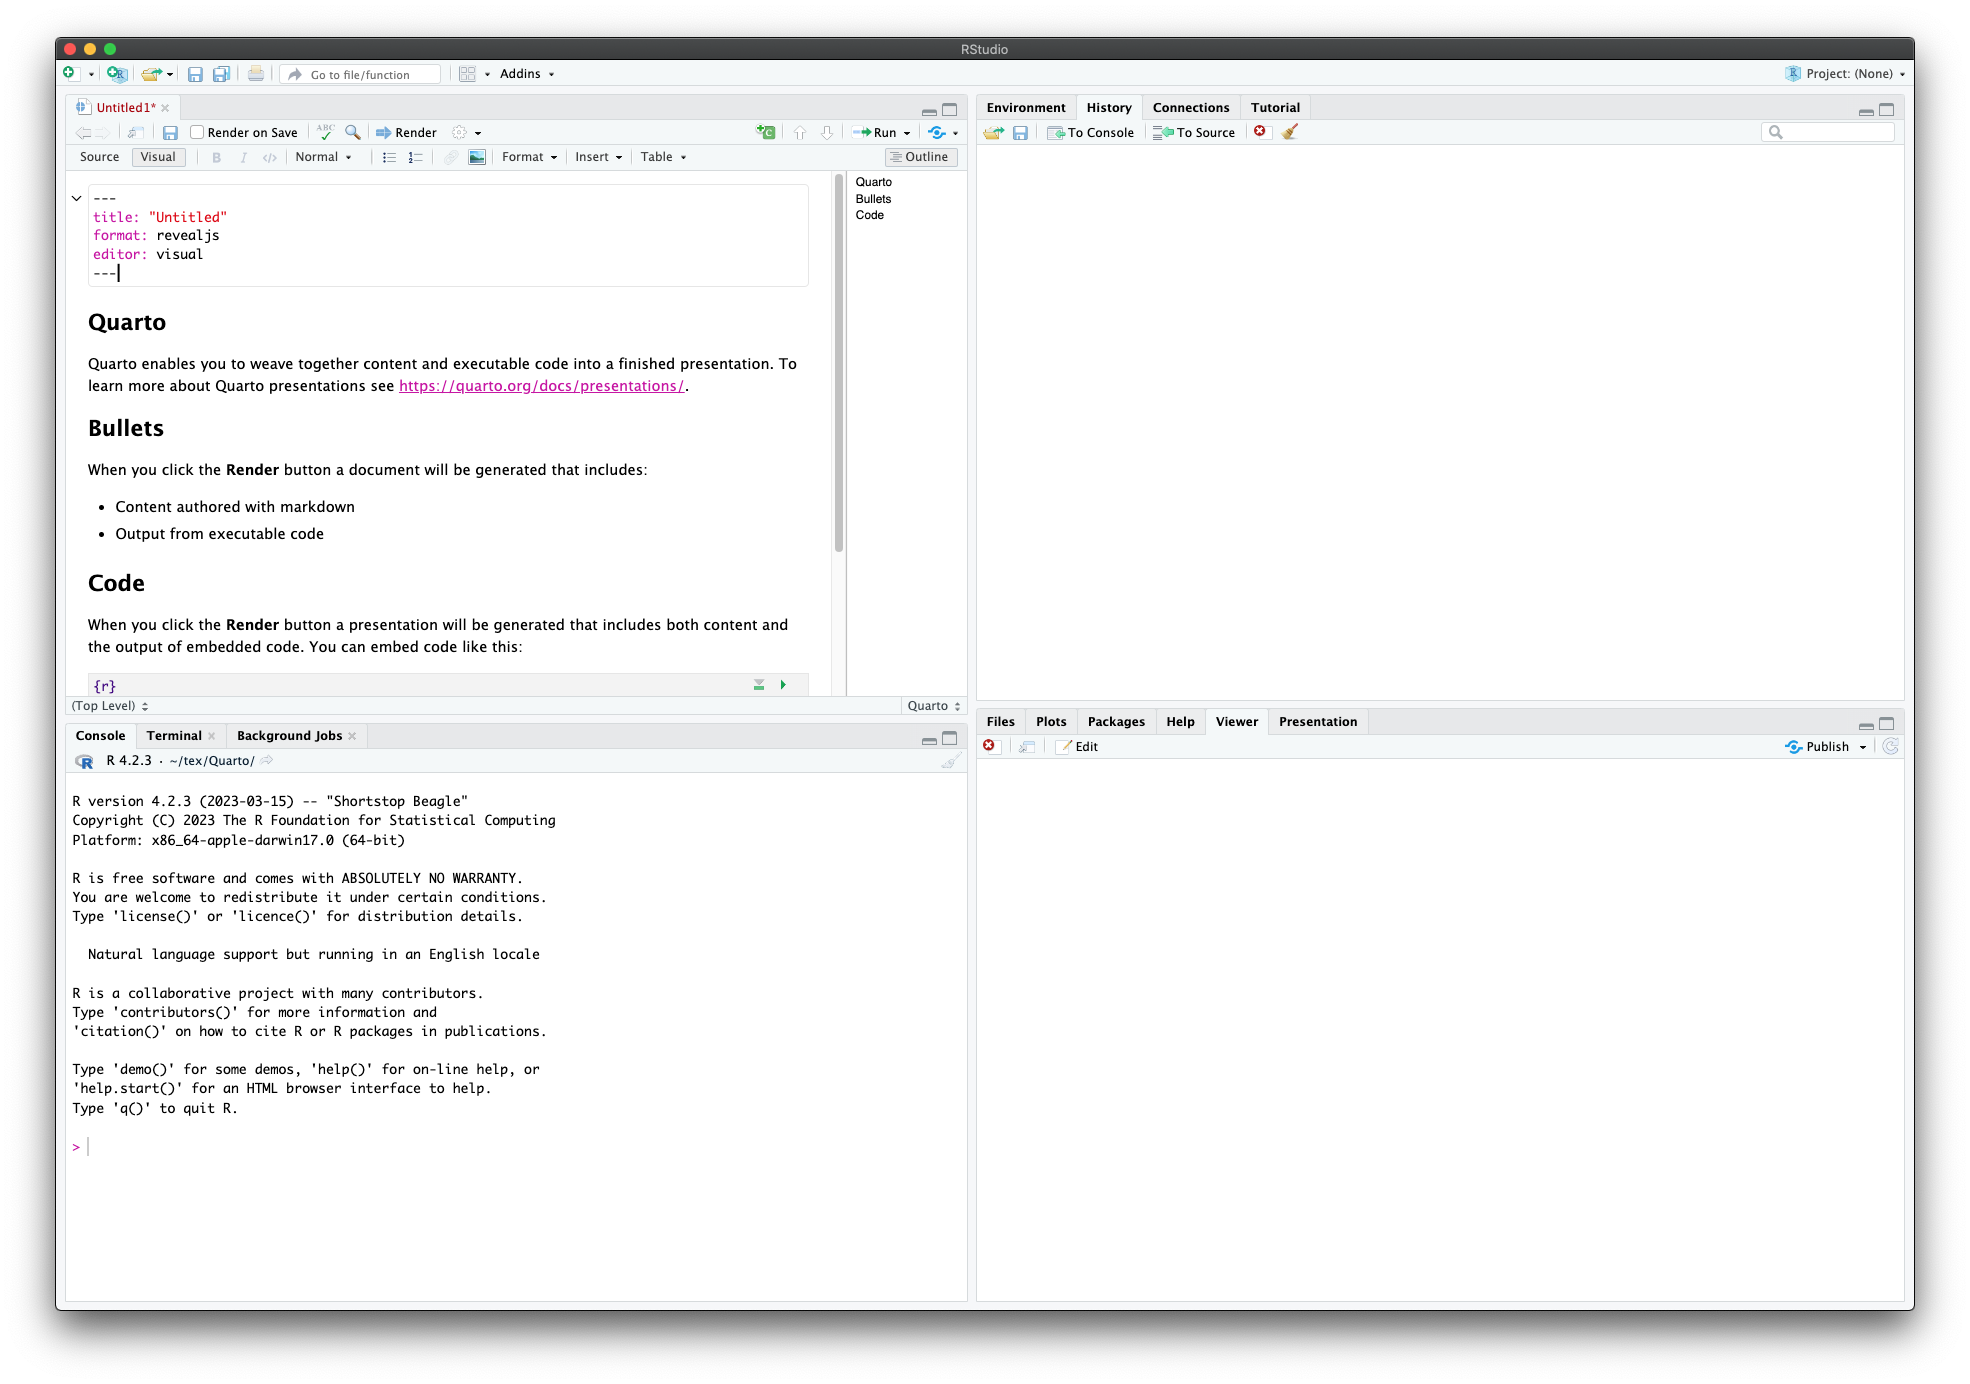 RStudio
Go to file/function
Addins
Project: (None)
Untitled1*
Render on Save
ABC
Render
Run
Source
Visual
B
I
</>
Normal
Format
Insert
Table
Outline
---
title: "Untitled"
format: revealjs
editor: visual
---
Quarto
Quarto enables you to weave together content and executable code into a finished presentation. To
learn more about Quarto presentations see https://quarto.org/docs/presentations/.
Bullets
When you click the Render button a document will be generated that includes:
• Content authored with markdown
• Output from executable code
Code
When you click the Render button a presentation will be generated that includes both content and
the output of embedded code. You can embed code like this:
{r}
Quarto
Bullets
Code
(Top Level)
Quarto
Console
Terminal
Background Jobs
R 4.2.3 · ~/tex/Quarto/
R version 4.2.3 (2023-03-15) -- "Shortstop Beagle"
Copyright (C) 2023 The R Foundation for Statistical Computing
Platform: x86_64-apple-darwin17.0 (64-bit)
R is free software and comes with ABSOLUTELY NO WARRANTY.
You are welcome to redistribute it under certain conditions.
Type 'license()' or 'licence()' for distribution details.
Natural language support but running in an English locale
R is a collaborative project with many contributors.
Type 'contributors()' for more information and
'citation()' on how to cite R or R packages in publications.
Type 'demo()' for some demos, 'help()' for on-line help, or
'help.start()' for an HTML browser interface to help.
Type 'q()' to quit R.
>
Environment
History
Connections
Tutorial
To Console
To Source
Files
Plots
Packages
Help
Viewer
Presentation
Edit
Publish